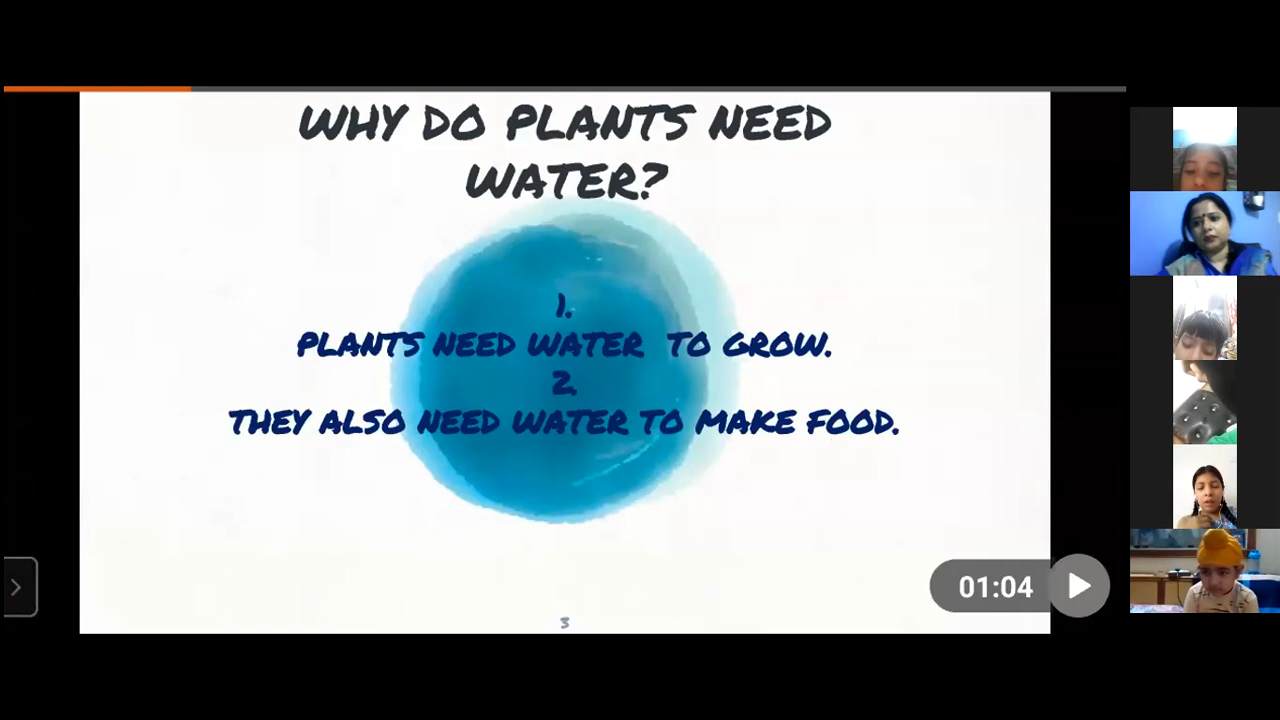 WHY DO PLANTS NEED
WATER?
1.
PLANTS NEED WATER TO GROW.
2.
THEY ALSO NEED WATER TO MAKE FOOD.
01:04
3